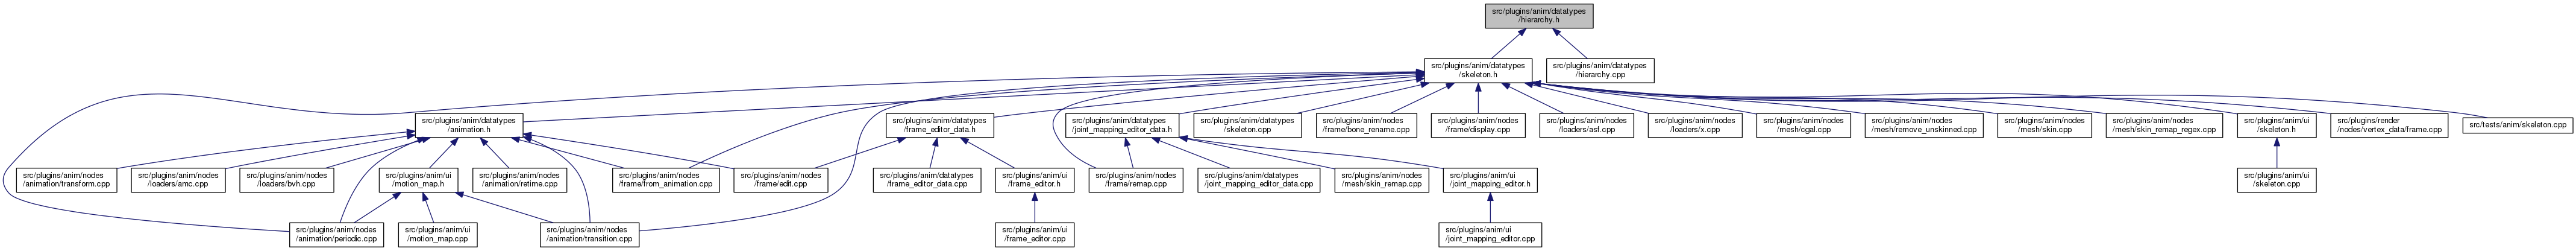 src/plugins/anim/datatypes
/hierarchy.h
src/plugins/anim/datatypes
/skeleton.h
src/plugins/anim/datatypes
/hierarchy.cpp
src/plugins/anim/datatypes
/animation.h
src/plugins/anim/datatypes
/frame_editor_data.h
src/plugins/anim/datatypes
/joint_mapping_editor_data.h
src/plugins/anim/datatypes
/skeleton.cpp
src/plugins/anim/nodes
/frame/bone_rename.cpp
src/plugins/anim/nodes
/frame/display.cpp
src/plugins/anim/nodes
/loaders/asf.cpp
src/plugins/anim/nodes
/loaders/x.cpp
src/plugins/anim/nodes
/mesh/cgal.cpp
src/plugins/anim/nodes
/mesh/remove_unskinned.cpp
src/plugins/anim/nodes
/mesh/skin.cpp
src/plugins/anim/nodes
/mesh/skin_remap_regex.cpp
src/plugins/anim/ui
/skeleton.h
src/plugins/render
/nodes/vertex_data/frame.cpp
src/tests/anim/skeleton.cpp
src/plugins/anim/nodes
/animation/transform.cpp
src/plugins/anim/nodes
/loaders/amc.cpp
src/plugins/anim/nodes
/loaders/bvh.cpp
src/plugins/anim/ui
/motion_map.h
src/plugins/anim/nodes
/animation/retime.cpp
src/plugins/anim/nodes
/frame/from_animation.cpp
src/plugins/anim/nodes
/frame/edit.cpp
src/plugins/anim/datatypes
/frame_editor_data.cpp
src/plugins/anim/ui
/frame_editor.h
src/plugins/anim/nodes
/frame/remap.cpp
src/plugins/anim/datatypes
/joint_mapping_editor_data.cpp
src/plugins/anim/nodes
/mesh/skin_remap.cpp
src/plugins/anim/ui
/joint_mapping_editor.h
src/plugins/anim/ui
/skeleton.cpp
src/plugins/anim/nodes
/animation/periodic.cpp
src/plugins/anim/ui
/motion_map.cpp
src/plugins/anim/nodes
/animation/transition.cpp
src/plugins/anim/ui
/frame_editor.cpp
src/plugins/anim/ui
/joint_mapping_editor.cpp